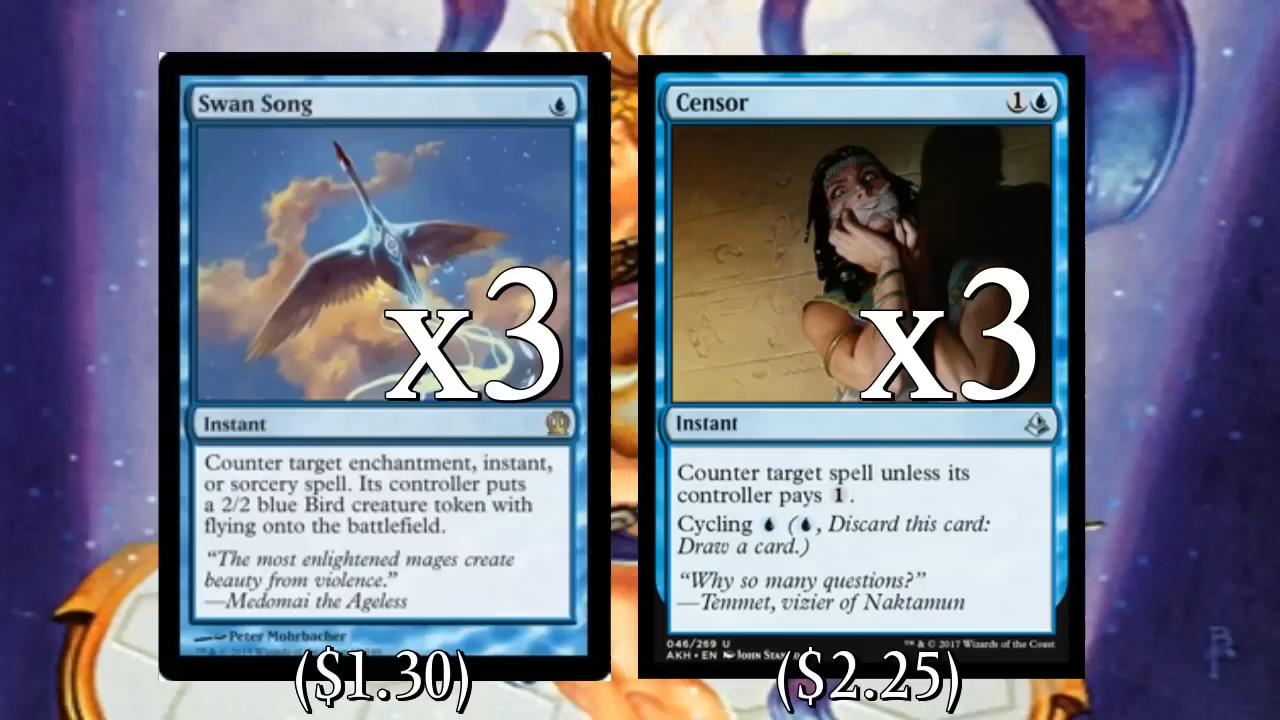 Swan Song
x3
Instant
Counter target enchantment, instant,
or sorcery spell. Its controller puts
a 2/2 blue Bird creature token with
flying onto the battlefield.
"The most enlightened mages create
beauty from violence."
—Medomai the Ageless
Peter Mohrbacher
($1.30)
Censor
1
x3
Instant
Counter target spell unless its
controller pays 1.
Cycling (, Discard this card:
Draw a card.)
"Why so many questions?"
—Temmet, vizier of Naktamun
046/269 U
™ & © 2017 Wizards of the Coast
AKH • EN John
($2.25)